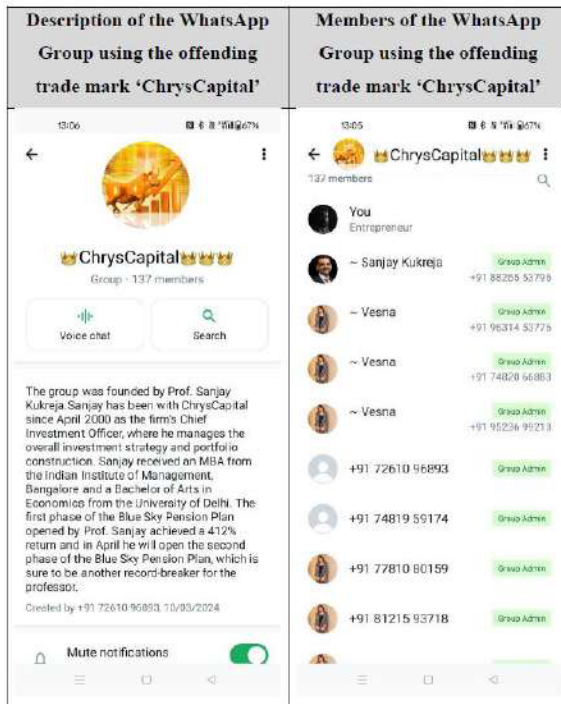 Description of the WhatsApp
Group using the offending
trade mark ‘ChrysCapital’
13:06
67%
ChrysCapital
Group · 137 members
Voice chat
Search
The group was founded by Prof. Sanjay
Kukreja.Sanjay has been with ChrysCapital
since April 2000 as the firm's Chief
Investment Officer, where he manages the
overall investment strategy and portfolio
construction. Sanjay received an MBA from
the Indian Institute of Management,
Bangalore and a Bachelor of Arts in
Economics from the University of Delhi. The
first phase of the Blue Sky Pension Plan
opened by Prof. Sanjay achieved a 412%
return and in April he will open the second
phase of the Blue Sky Pension Plan, which is
sure to be another record-breaker for the
professor.
Created by +91 72610 96893, 10/03/2024
Mute notifications
Members of the WhatsApp
Group using the offending
trade mark ‘ChrysCapital’
13:05
67%
ChrysCapital
137 members
You
Entrepreneur
~ Sanjay Kukreja
Group Admin
+91 88266 53796
~ Vesna
Group Admin
+91 96314 53776
~ Vesna
Group Admin
+91 74820 66883
~ Vesna
Group Admin
+91 95236 99213
+91 72610 96893
Group Admin
+91 74819 59174
Group Admin
+91 77810 80159
Group Admin
+91 81215 93718
Group Admin